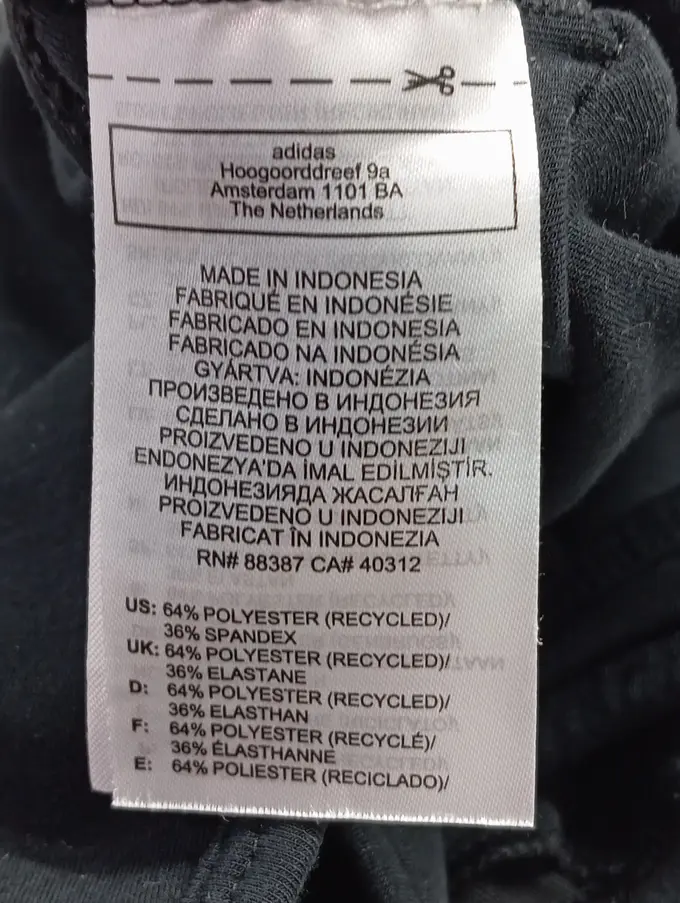 adidas
Hoogoorddreef 9a
Amsterdam 1101 BA
The Netherlands
MADE IN INDONESIA
FABRIQUÉ EN INDONÉSIE
FABRICADO EN INDONESIA
FABRICADO NA INDONÉSIA
GYÁRTVA: INDONÉZIA
ПРОИЗВЕДЕНО В ИНДОНЕЗИЯ
СДЕЛАНО В ИНДОНЕЗИИ
PROIZVEDENO U INDONEZIJI
ENDONEZYA'DA İMAL EDİLMİŞTİR.
ИНДОНЕЗИЯДА ЖАСАЛҒАН
PROIZVEDENO U INDONEZIJI
FABRICAT ÎN INDONEZIA
RN# 88387 CA# 40312
US: 64% POLYESTER (RECYCLED)/
36% SPANDEX
UK: 64% POLYESTER (RECYCLED)/
36% ELASTANE
D: 64% POLYESTER (RECYCLED)/
36% ELASTHAN
F: 64% POLYESTER (RECYCLÉ)/
36% ÉLASTHANNE
E: 64% POLIESTER (RECICLADO)/